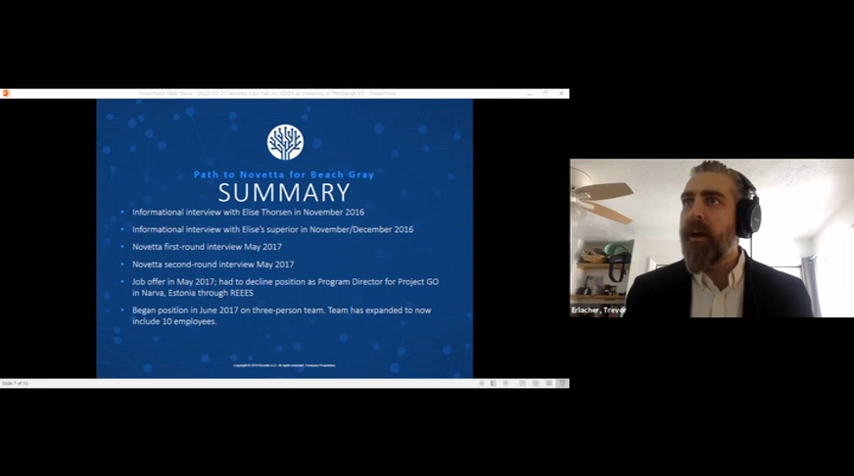 Path to Novetta for Beach Gray
SUMMARY
• Informational interview with Elise Thorsen in November 2016
• Informational interview with Elise's superior in November/December 2016
• Novetta first-round interview May 2017
• Novetta second-round interview May 2017
• Job offer in May 2017; had to decline position as Program Director for Project GO
in Narva, Estonia through REEES
• Began position in June 2017 on three-person team. Team has expanded to now
include 10 employees.
Erlacher, Trevor